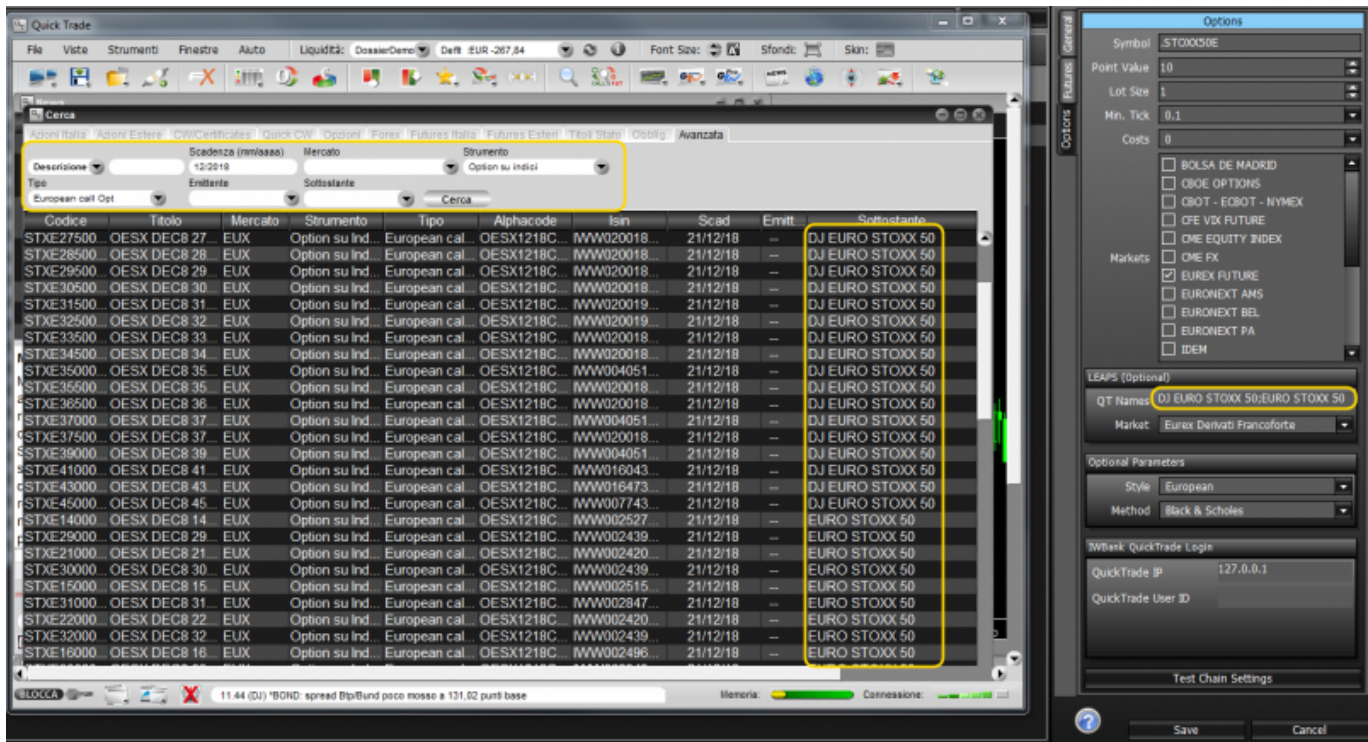 Quick Trade
File Viste Strumenti Finestre Aiuto Liquidità: DossierDemo Deflt :EUR -267,84 Font Size: Sfondi: Skin:
News
Cerca
Azioni Italia Azioni Estere CW/Certificates Quick CW Opzioni Forex Futures Italia Futures Esteri Titoli Stato Obblig Avanzata
Scadenza (mm/aaaa) Mercato Strumento
Descrizione 12/2018 Option su indici
Tipo Emittente Sottostante
European call Opt Cerca
Codice Titolo Mercato Strumento Tipo Alphacode Isin Scad Emitt Sottostante
STXE27500... OESX DEC8 27... EUX Option su Ind... European cal... OESX1218C... IWW020018... 21/12/18 -- DJ EURO STOXX 50
STXE28500... OESX DEC8 28... EUX Option su Ind... European cal... OESX1218C... IWW020018... 21/12/18 -- DJ EURO STOXX 50
STXE29500... OESX DEC8 29... EUX Option su Ind... European cal... OESX1218C... IWW020018... 21/12/18 -- DJ EURO STOXX 50
STXE30500... OESX DEC8 30... EUX Option su Ind... European cal... OESX1218C... IWW020018... 21/12/18 -- DJ EURO STOXX 50
STXE31500... OESX DEC8 31... EUX Option su Ind... European cal... OESX1218C... IWW020019... 21/12/18 -- DJ EURO STOXX 50
STXE32500... OESX DEC8 32... EUX Option su Ind... European cal... OESX1218C... IWW020019... 21/12/18 -- DJ EURO STOXX 50
STXE33500... OESX DEC8 33... EUX Option su Ind... European cal... OESX1218C... IWW020018... 21/12/18 -- DJ EURO STOXX 50
STXE34500... OESX DEC8 34... EUX Option su Ind... European cal... OESX1218C... IWW020018... 21/12/18 -- DJ EURO STOXX 50
STXE35000... OESX DEC8 35... EUX Option su Ind... European cal... OESX1218C... IWW004051... 21/12/18 -- DJ EURO STOXX 50
STXE35500... OESX DEC8 35... EUX Option su Ind... European cal... OESX1218C... IWW020018... 21/12/18 -- DJ EURO STOXX 50
STXE36500... OESX DEC8 36... EUX Option su Ind... European cal... OESX1218C... IWW020018... 21/12/18 -- DJ EURO STOXX 50
STXE37000... OESX DEC8 37... EUX Option su Ind... European cal... OESX1218C... IWW004051... 21/12/18 -- DJ EURO STOXX 50
STXE37500... OESX DEC8 37... EUX Option su Ind... European cal... OESX1218C... IWW020018... 21/12/18 -- DJ EURO STOXX 50
STXE39000... OESX DEC8 39... EUX Option su Ind... European cal... OESX1218C... IWW004051... 21/12/18 -- DJ EURO STOXX 50
STXE41000... OESX DEC8 41... EUX Option su Ind... European cal... OESX1218C... IWW016043... 21/12/18 -- DJ EURO STOXX 50
STXE43000... OESX DEC8 43... EUX Option su Ind... European cal... OESX1218C... IWW016473... 21/12/18 -- DJ EURO STOXX 50
STXE45000... OESX DEC8 45... EUX Option su Ind... European cal... OESX1218C... IWW007743... 21/12/18 -- DJ EURO STOXX 50
STXE14000... OESX DEC8 14... EUX Option su Ind... European cal... OESX1218C... IWW002527... 21/12/18 -- EURO STOXX 50
STXE29000... OESX DEC8 29... EUX Option su Ind... European cal... OESX1218C... IWW002439... 21/12/18 -- EURO STOXX 50
STXE21000... OESX DEC8 21... EUX Option su Ind... European cal... OESX1218C... IWW002420... 21/12/18 -- EURO STOXX 50
STXE30000... OESX DEC8 30... EUX Option su Ind... European cal... OESX1218C... IWW002439... 21/12/18 -- EURO STOXX 50
STXE15000... OESX DEC8 15... EUX Option su Ind... European cal... OESX1218C... IWW002515... 21/12/18 -- EURO STOXX 50
STXE31000... OESX DEC8 31... EUX Option su Ind... European cal... OESX1218C... IWW002847... 21/12/18 -- EURO STOXX 50
STXE22000... OESX DEC8 22... EUX Option su Ind... European cal... OESX1218C... IWW002420... 21/12/18 -- EURO STOXX 50
STXE32000... OESX DEC8 32... EUX Option su Ind... European cal... OESX1218C... IWW002439... 21/12/18 -- EURO STOXX 50
STXE16000... OESX DEC8 16... EUX Option su Ind... European cal... OESX1218C... IWW002496... 21/12/18 -- EURO STOXX 50
BLOCCA 11.44 (DJ) *BOND: spread Btp/Bund poco mosso a 131,02 punti base Memoria: Connessione:
General
Futures
Options
Options
Symbol .STOXX50E
Point Value 10
Lot Size 1
Min. Tick 0.1
Costs 0
Markets
BOLSA DE MADRID
CBOE OPTIONS
CBOT - ECBOT - NYMEX
CFE VIX FUTURE
CME EQUITY INDEX
CME FX
EUREX FUTURE
EURONEXT AMS
EURONEXT BEL
EURONEXT PA
IDEM
LEAPS (Optional)
QT Names DJ EURO STOXX 50;EURO STOXX 50
Market Eurex Derivati Francoforte
Optional Parameters
Style European
Method Black & Scholes
IWBank QuickTrade Login
QuickTrade IP 127.0.0.1
QuickTrade User ID
Test Chain Settings
Save Cancel